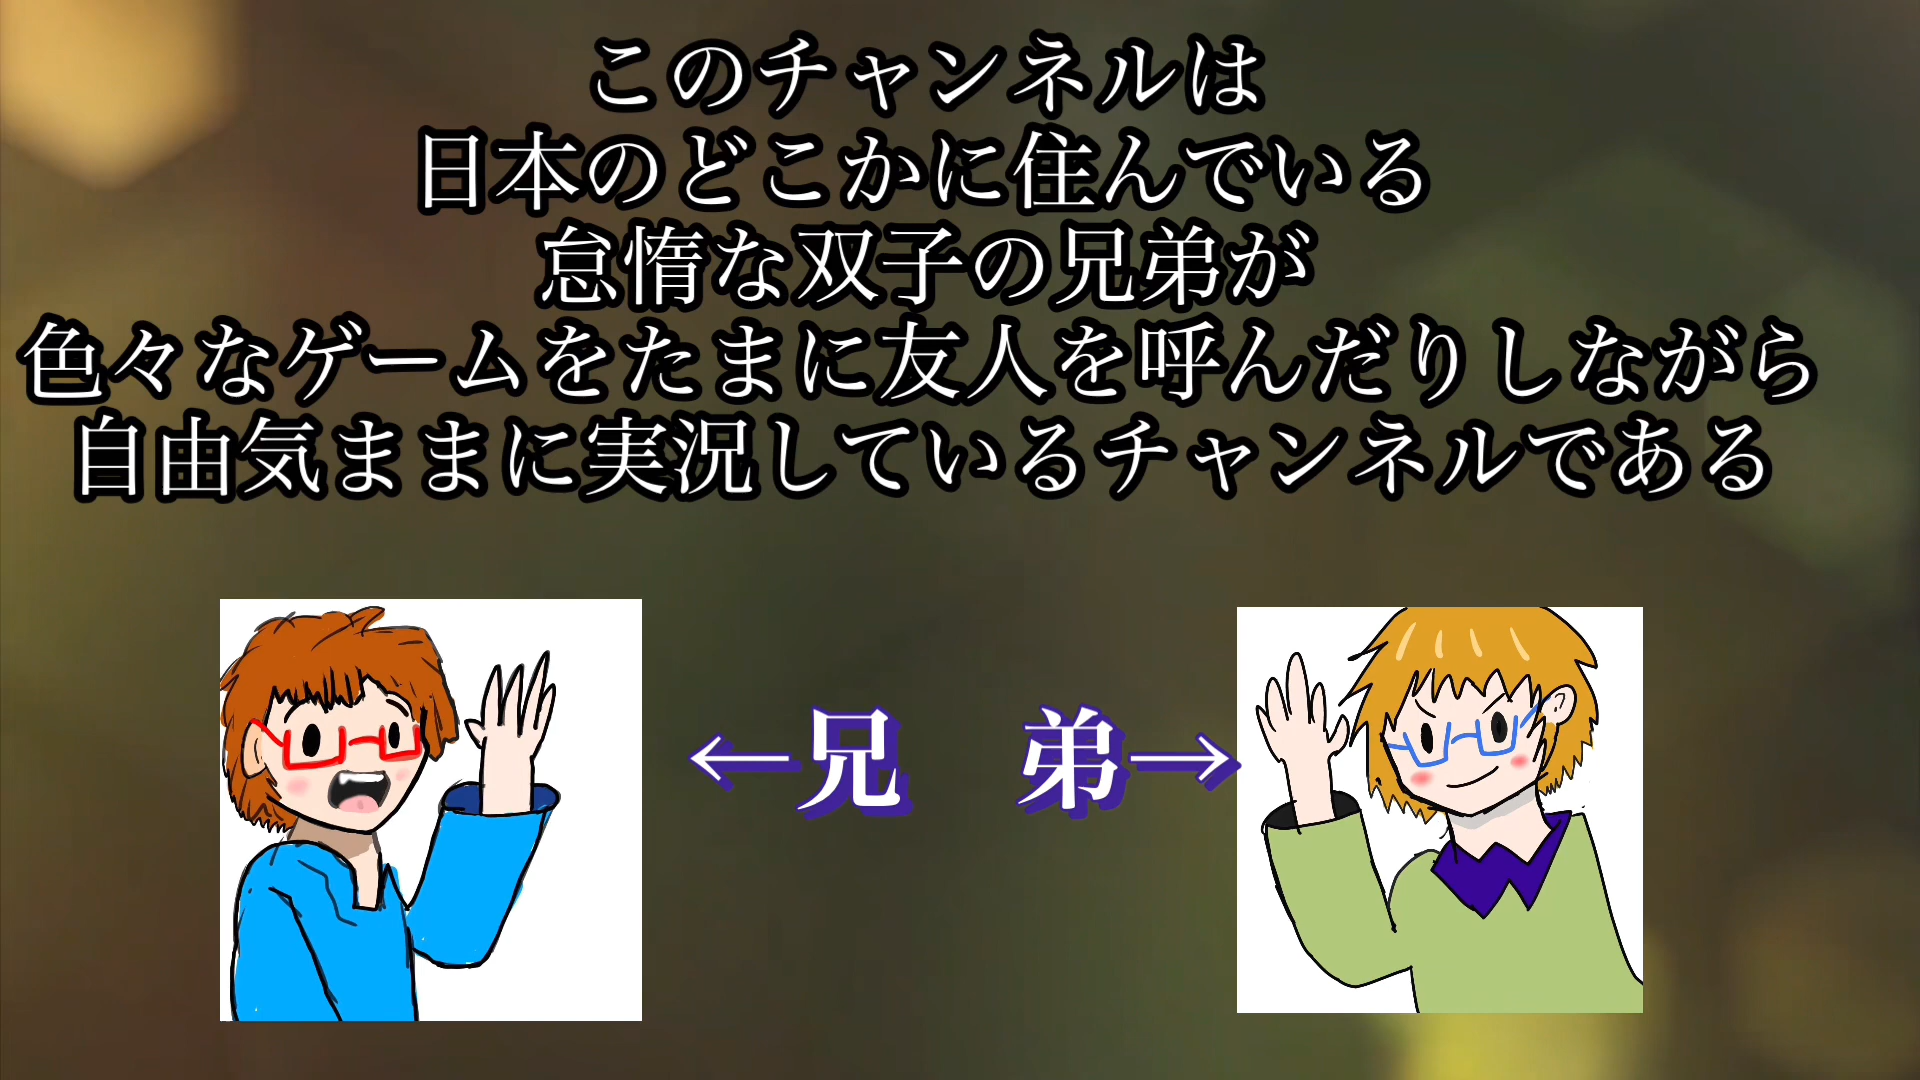 このチャンネルは
日本のどこかに住んでいる
怠惰な双子の兄弟が
色々なゲームをたまに友人を呼んだりしながら
自由気ままに実況しているチャンネルである
←兄　弟→